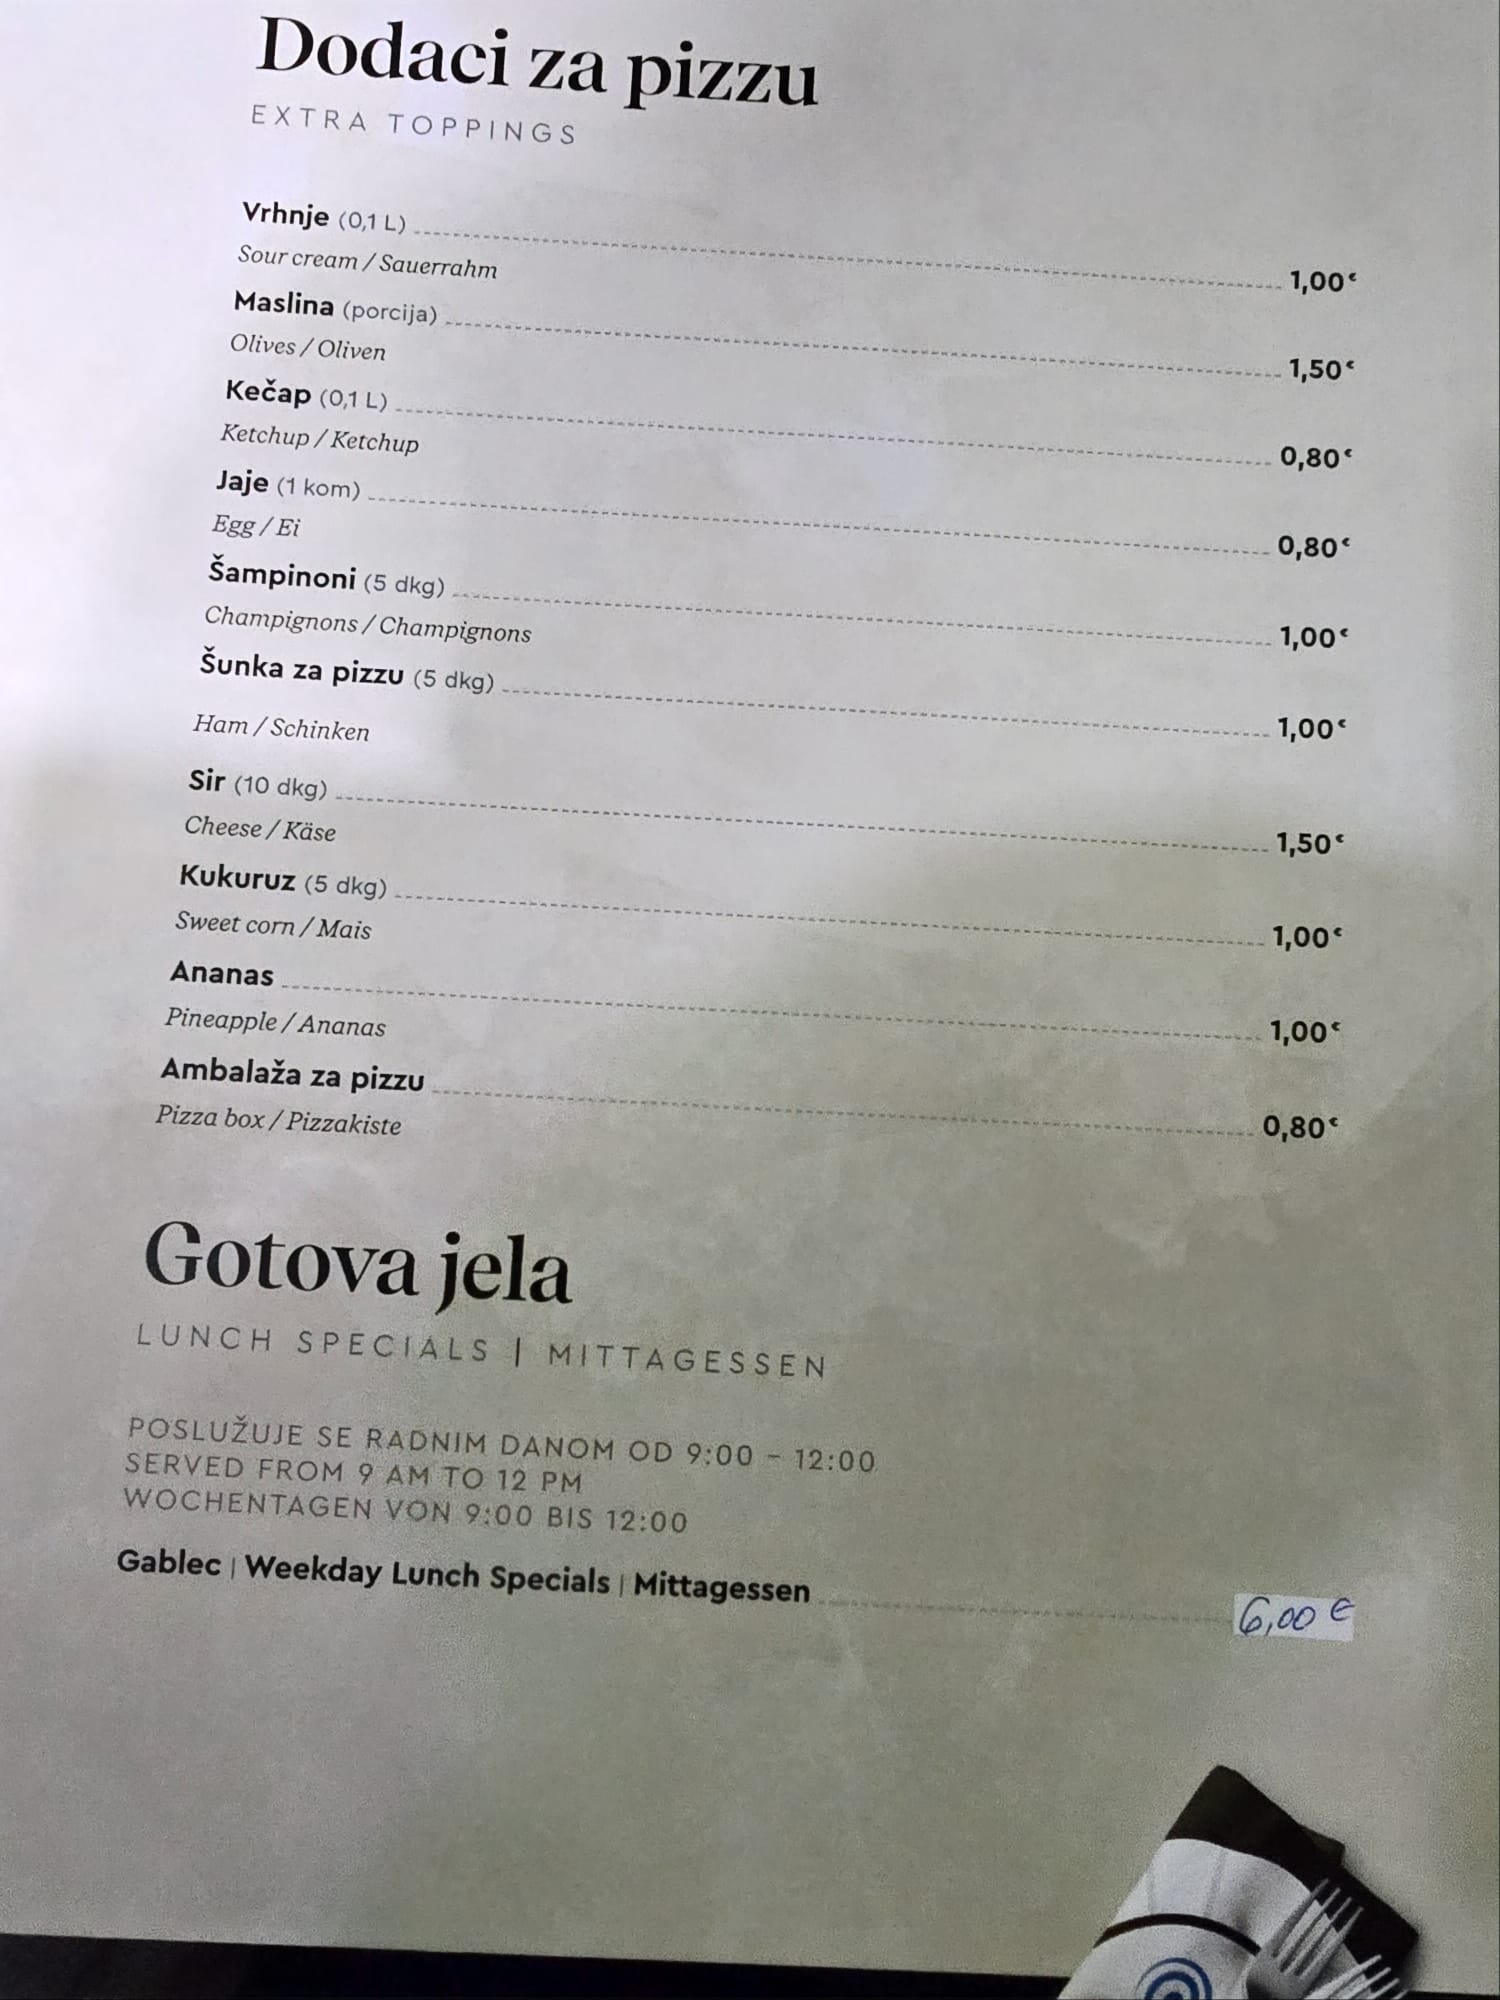 Dodaci za pizzu
EXTRA TOPPINGS
Vrhnje (0,1 L) 1,00€
Sour cream / Sauerrahm
Maslina (porcija) 1,50€
Olives / Oliven
Kečap (0,1 L) 0,80€
Ketchup / Ketchup
Jaje (1 kom) 0,80€
Egg / Ei
Šampinoni (5 dkg) 1,00€
Champignons / Champignons
Šunka za pizzu (5 dkg) 1,00€
Ham / Schinken
Sir (10 dkg) 1,50€
Cheese / Käse
Kukuruz (5 dkg) 1,00€
Sweet corn / Mais
Ananas 1,00€
Pineapple / Ananas
Ambalaža za pizzu 0,80€
Pizza box / Pizzakiste
Gotova jela
LUNCH SPECIALS | MITTAGESSEN
POSLUŽUJE SE RADNIM DANOM OD 9:00 - 12:00
SERVED FROM 9 AM TO 12 PM
WOCHENTAGEN VON 9:00 BIS 12:00
Gablec | Weekday Lunch Specials | Mittagessen 6,00 €